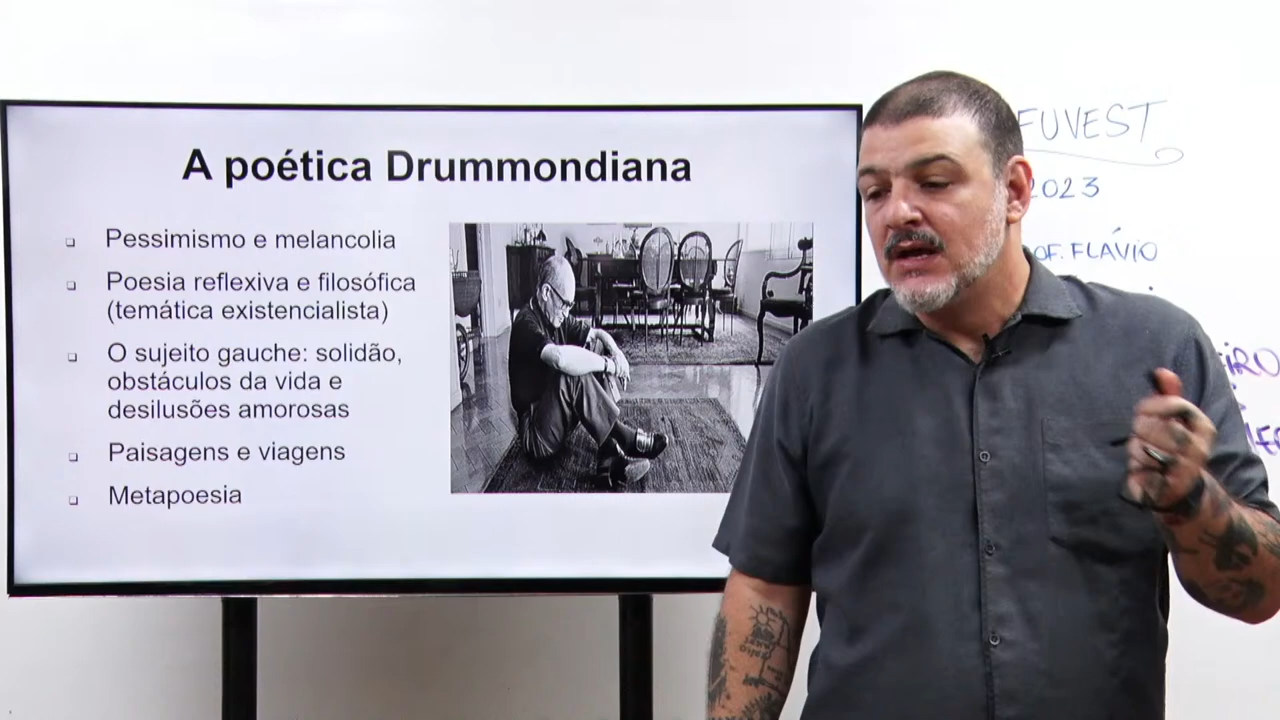 A poética Drummondiana
Pessimismo e melancolia
Poesia reflexiva e filosófica
(temática existencialista)
O sujeito gauche: solidão,
obstáculos da vida e
desilusões amorosas
Paisagens e viagens
Metapoesia
FUVEST
2023
OF. FLÁVIO